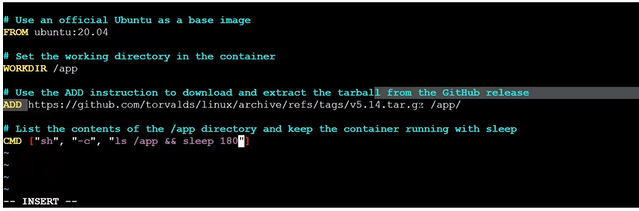 # Use an official Ubuntu as a base image
FROM ubuntu:20.04
# Set the working directory in the container
WORKDIR /app
# Use the ADD instruction to download and extract the tarball from the GitHub release
ADD https://github.com/torvalds/linux/archive/refs/tags/v5.14.tar.gz /app/
# List the contents of the /app directory and keep the container running with sleep
CMD ["sh", "-c", "ls /app && sleep 180"]
~
~
~
~
-- INSERT --